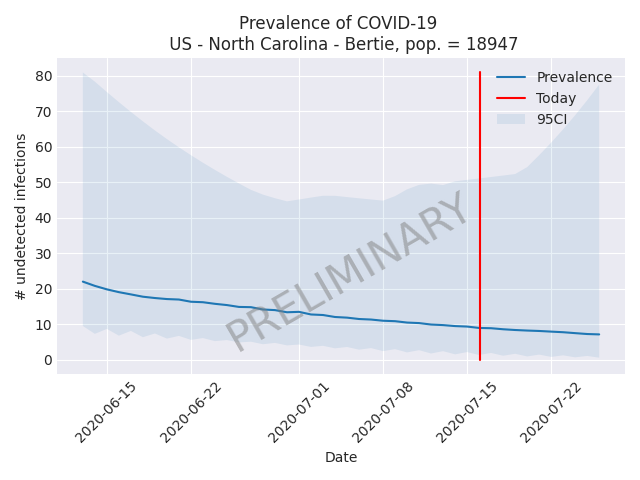 Prevalence of COVID-19
US - North Carolina - Bertie, pop. = 18947
# undetected infections
80
70
60
50
40
30
20
10
0
Prevalence
Today
95CI
PRELIMINARY
2020-06-15
2020-06-22
2020-07-01
2020-07-08
2020-07-15
2020-07-22
Date